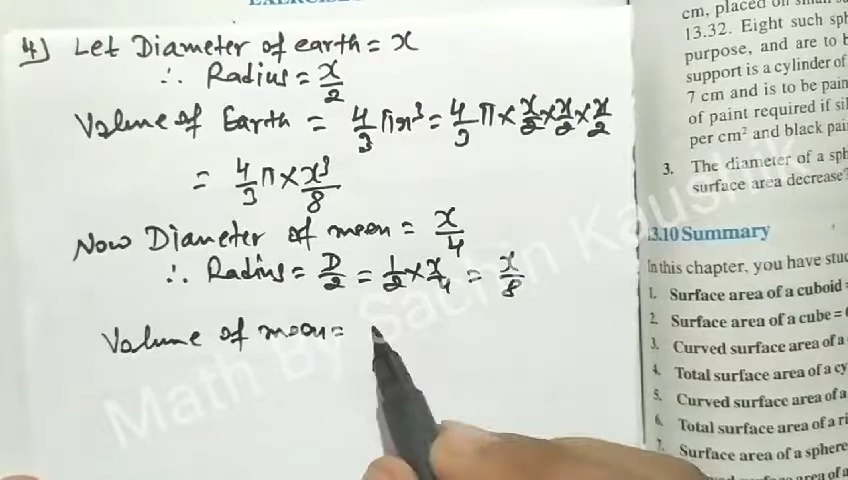 4) Let Diameter of earth = x
∴ Radius = x/2
Volume of Earth = 4/3 πr³ = 4/3 π × x/2 × x/2 × x/2
= 4/3 π × x³/8
Now Diameter of moon = x/4
∴ Radius = D/2 = 1/2 × x/4 = x/8
Volume of moon =
Math By Sachin Kaushik
cm, placed on small
13.32. Eight such sph
purpose, and are to b
support is a cylinder of
7 cm and is to be pain
of paint required if sil
per cm² and black pai
3. The diameter of a sph
surface area decrease?
13.10 Summary
In this chapter, you have stud
1. Surface area of a cuboid =
2. Surface area of a cube =
3. Curved surface area of a
4. Total surface area of a cy
5. Curved surface area of a
6. Total surface area of a ri
7. Surface area of a sphere